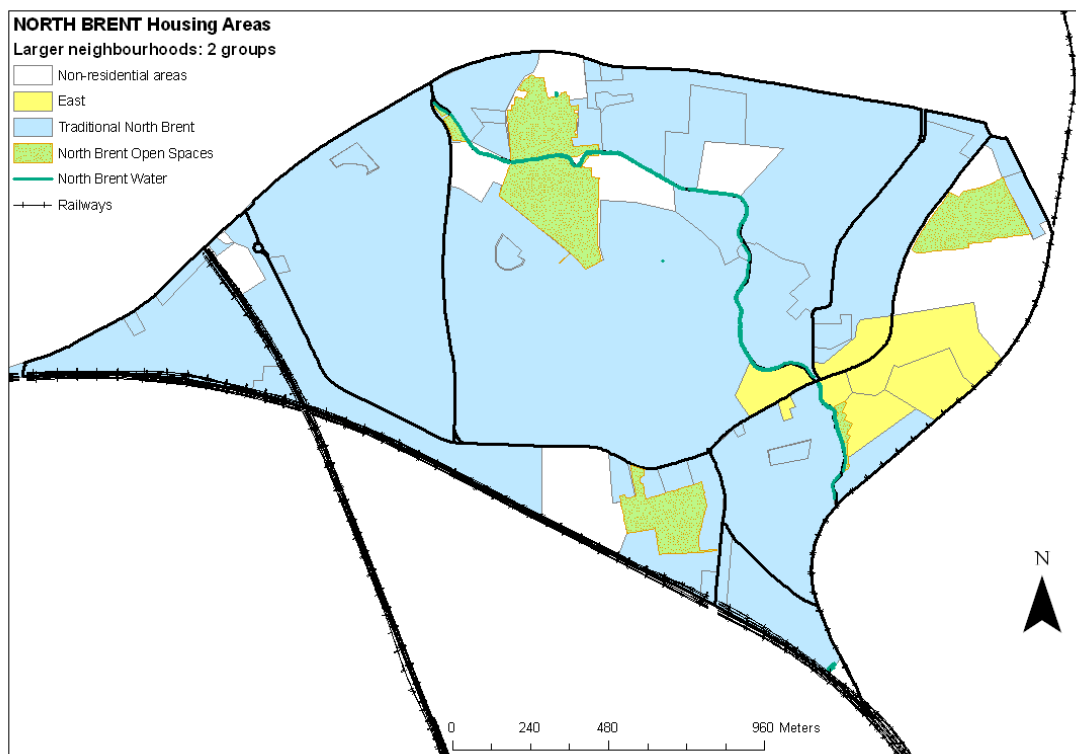 NORTH BRENT Housing Areas
Larger neighbourhoods: 2 groups
Non-residential areas
East
Traditional North Brent
North Brent Open Spaces
North Brent Water
Railways
N
0 240 480 960 Meters